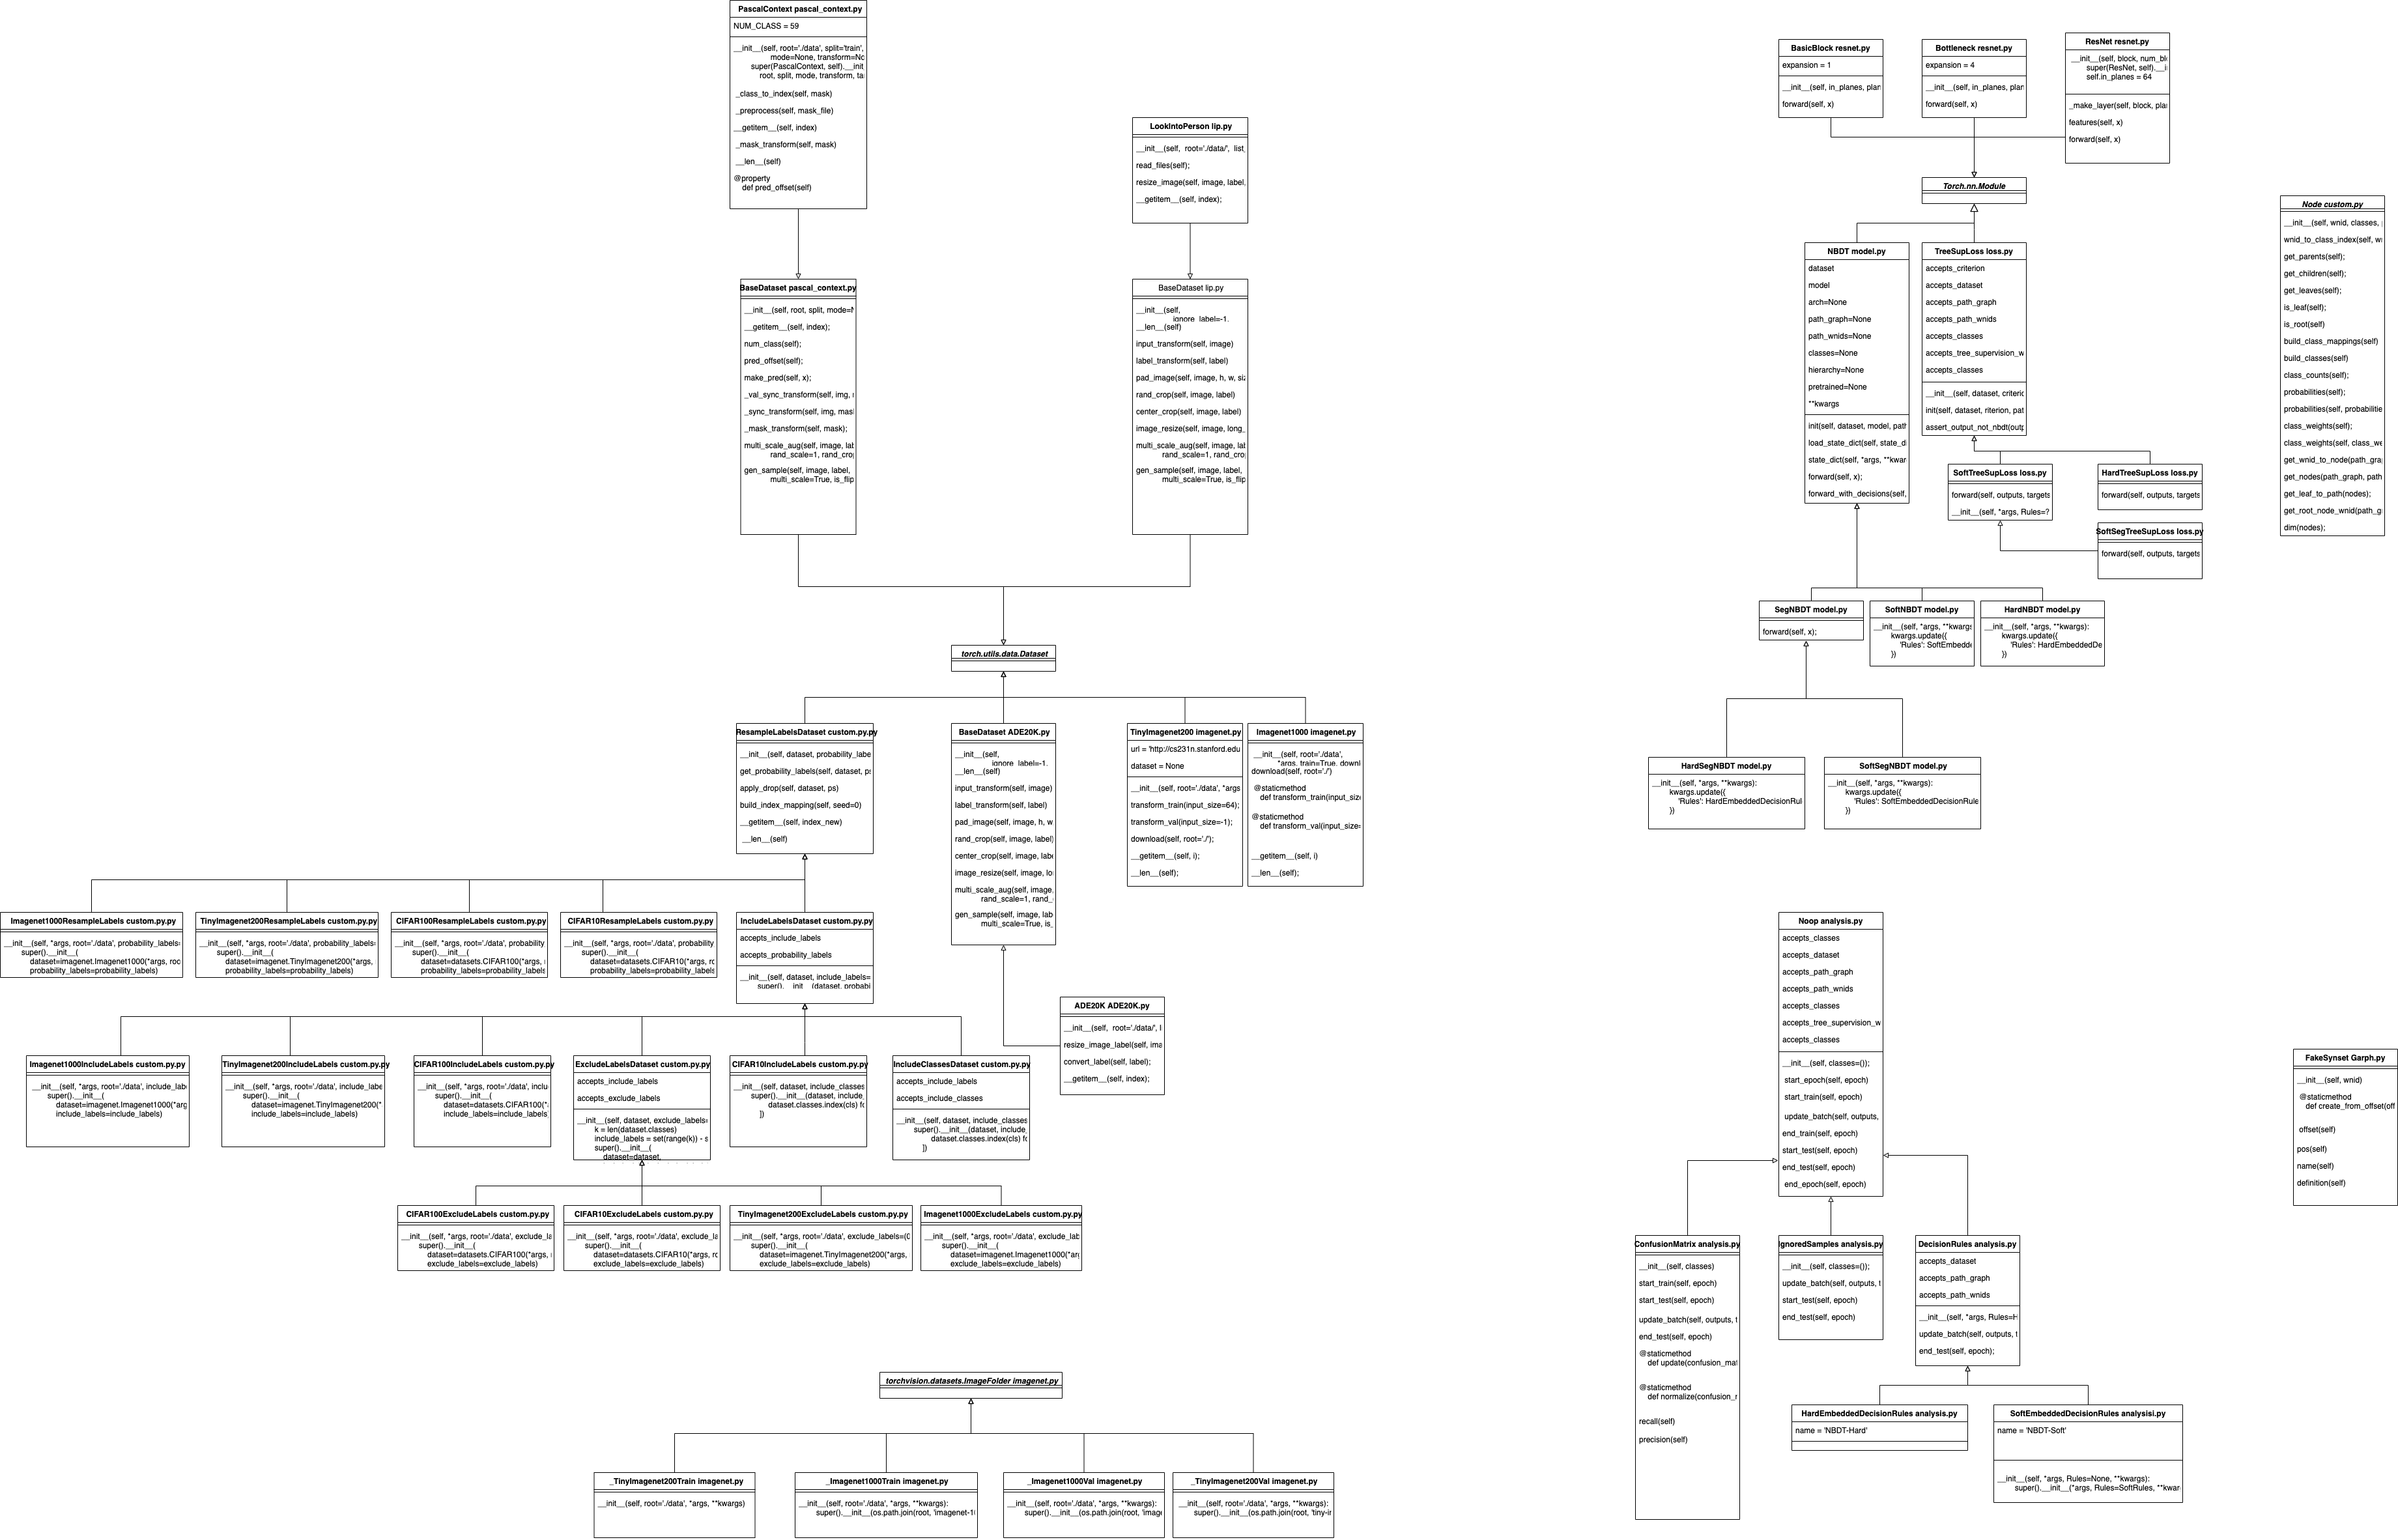 PascalContext pascal_context.py
NUM_CLASS = 59
__init__(self, root='./data', split='train',
mode=None, transform=No
super(PascalContext, self).__init
root, split, mode, transform, ta
_class_to_index(self, mask)
_preprocess(self, mask_file)
__getitem__(self, index)
_mask_transform(self, mask)
__len__(self)
@property
def pred_offset(self)
LookIntoPerson lip.py
__init__(self,  root='./data/',  list_
read_files(self);
resize_image(self, image, label,
__getitem__(self, index);
BaseDataset pascal_context.py
__init__(self, root, split, mode=N
__getitem__(self, index);
num_class(self);
pred_offset(self);
make_pred(self, x);
_val_sync_transform(self, img, r
_sync_transform(self, img, mask
_mask_transform(self, mask);
multi_scale_aug(self, image, lab
rand_scale=1, rand_crop
gen_sample(self, image, label,
multi_scale=True, is_flip
BaseDataset lip.py
__init__(self,
ignore_label=-1,
__len__(self)
input_transform(self, image)
label_transform(self, label)
pad_image(self, image, h, w, siz
rand_crop(self, image, label)
center_crop(self, image, label)
image_resize(self, image, long_
multi_scale_aug(self, image, lab
rand_scale=1, rand_crop
gen_sample(self, image, label,
multi_scale=True, is_flip
torch.utils.data.Dataset
ResampleLabelsDataset custom.py.py
__init__(self, dataset, probability_labe
get_probability_labels(self, dataset, ps
apply_drop(self, dataset, ps)
build_index_mapping(self, seed=0)
__getitem__(self, index_new)
__len__(self)
BaseDataset ADE20K.py
__init__(self,
ignore_label=-1,
__len__(self)
input_transform(self, image)
label_transform(self, label)
pad_image(self, image, h, w
rand_crop(self, image, label)
center_crop(self, image, labe
image_resize(self, image, lo
multi_scale_aug(self, image,
rand_scale=1, rand_
gen_sample(self, image, lab
multi_scale=True, is_
TinyImagenet200 imagenet.py
url = 'http://cs231n.stanford.edu
dataset = None
__init__(self, root='./data', *args
transform_train(input_size=64);
transform_val(input_size=-1);
download(self, root='./');
__getitem__(self, i);
__len__(self);
Imagenet1000 imagenet.py
__init__(self, root='./data',
*args, train=True, downl
download(self, root='./')
@staticmethod
def transform_train(input_size
@staticmethod
def transform_val(input_size=
__getitem__(self, i)
__len__(self);
Imagenet1000ResampleLabels custom.py.py
__init__(self, *args, root='./data', probability_labels=
super().__init__(
dataset=imagenet.Imagenet1000(*args, roo
probability_labels=probability_labels)
TinyImagenet200ResampleLabels custom.py.py
__init__(self, *args, root='./data', probability_labels=
super().__init__(
dataset=imagenet.TinyImagenet200(*args,
probability_labels=probability_labels)
CIFAR100ResampleLabels custom.py.py
__init__(self, *args, root='./data', probability
super().__init__(
dataset=datasets.CIFAR100(*args, r
probability_labels=probability_labels
CIFAR10ResampleLabels custom.py.py
__init__(self, *args, root='./data', probability_
super().__init__(
dataset=datasets.CIFAR10(*args, ro
probability_labels=probability_labels
IncludeLabelsDataset custom.py.py
accepts_include_labels
accepts_probability_labels
__init__(self, dataset, include_labels=
super().__init__(dataset, probabi
ADE20K ADE20K.py
__init__(self,  root='./data/', l
resize_image_label(self, ima
convert_label(self, label);
__getitem__(self, index);
Imagenet1000IncludeLabels custom.py.py
__init__(self, *args, root='./data', include_labe
super().__init__(
dataset=imagenet.Imagenet1000(*arg
include_labels=include_labels)
TinyImagenet200IncludeLabels custom.py.py
__init__(self, *args, root='./data', include_labe
super().__init__(
dataset=imagenet.TinyImagenet200(*
include_labels=include_labels)
CIFAR100IncludeLabels custom.py.py
__init__(self, *args, root='./data', inclu
super().__init__(
dataset=datasets.CIFAR100(*
include_labels=include_labels
ExcludeLabelsDataset custom.py.py
accepts_include_labels
accepts_exclude_labels
__init__(self, dataset, exclude_labels=
k = len(dataset.classes)
include_labels = set(range(k)) - s
super().__init__(
dataset=dataset,
CIFAR10IncludeLabels custom.py.py
__init__(self, dataset, include_classes
super().__init__(dataset, include_
dataset.classes.index(cls) fo
])
IncludeClassesDataset custom.py.py
accepts_include_labels
accepts_include_classes
__init__(self, dataset, include_classes
super().__init__(dataset, include_
dataset.classes.index(cls) fo
])
CIFAR100ExcludeLabels custom.py.py
__init__(self, *args, root='./data', exclude_la
super().__init__(
dataset=datasets.CIFAR100(*args, r
exclude_labels=exclude_labels)
CIFAR10ExcludeLabels custom.py.py
__init__(self, *args, root='./data', exclude_la
super().__init__(
dataset=datasets.CIFAR10(*args, ro
exclude_labels=exclude_labels)
TinyImagenet200ExcludeLabels custom.py.py
__init__(self, *args, root='./data', exclude_labels=(0
super().__init__(
dataset=imagenet.TinyImagenet200(*args,
exclude_labels=exclude_labels)
Imagenet1000ExcludeLabels custom.py.py
__init__(self, *args, root='./data', exclude_lab
super().__init__(
dataset=imagenet.Imagenet1000(*arg
exclude_labels=exclude_labels)
torchvision.datasets.ImageFolder imagenet.py
_TinyImagenet200Train imagenet.py
__init__(self, root='./data', *args, **kwargs)
_Imagenet1000Train imagenet.py
__init__(self, root='./data', *args, **kwargs):
super().__init__(os.path.join(root, 'imagenet-1
_Imagenet1000Val imagenet.py
__init__(self, root='./data', *args, **kwargs):
super().__init__(os.path.join(root, 'image
_TinyImagenet200Val imagenet.py
__init__(self, root='./data', *args, **kwargs):
super().__init__(os.path.join(root, 'tiny-ir
BasicBlock resnet.py
expansion = 1
__init__(self, in_planes, plan
forward(self, x)
Bottleneck resnet.py
expansion = 4
__init__(self, in_planes, plan
forward(self, x)
ResNet resnet.py
__init__(self, block, num_blo
super(ResNet, self).__i
self.in_planes = 64
_make_layer(self, block, plan
features(self, x)
forward(self, x)
Torch.nn.Module
NBDT model.py
dataset
model
arch=None
path_graph=None
path_wnids=None
classes=None
hierarchy=None
pretrained=None
**kwargs
init(self, dataset, model, path
load_state_dict(self, state_di
state_dict(self, *args, **kwar
forward(self, x);
forward_with_decisions(self,
TreeSupLoss loss.py
accepts_criterion
accepts_dataset
accepts_path_graph
accepts_path_wnids
accepts_classes
accepts_tree_supervision_w
accepts_classes
__init__(self, dataset, criteric
init(self, dataset, riterion, pat
assert_output_not_nbdt(outp
SoftTreeSupLoss loss.py
forward(self, outputs, targets
__init__(self, *args, Rules=?
HardTreeSupLoss loss.py
forward(self, outputs, targets
SoftSegTreeSupLoss loss.py
forward(self, outputs, targets
Node custom.py
__init__(self, wnid, classes, 
wnid_to_class_index(self, wn
get_parents(self);
get_children(self);
get_leaves(self);
is_leaf(self);
is_root(self)
build_class_mappings(self)
build_classes(self)
class_counts(self);
probabilities(self);
probabilities(self, probabilitie
class_weights(self);
class_weights(self, class_we
get_wnid_to_node(path_gra
get_nodes(path_graph, path
get_leaf_to_path(nodes);
get_root_node_wnid(path_g
dim(nodes);
SegNBDT model.py
forward(self, x);
SoftNBDT model.py
__init__(self, *args, **kwargs
kwargs.update({
'Rules': SoftEmbedde
})
HardNBDT model.py
__init__(self, *args, **kwargs):
kwargs.update({
'Rules': HardEmbeddedDe
})
HardSegNBDT model.py
__init__(self, *args, **kwargs):
kwargs.update({
'Rules': HardEmbeddedDecisionRul
})
SoftSegNBDT model.py
__init__(self, *args, **kwargs):
kwargs.update({
'Rules': SoftEmbeddedDecisionRule
})
Noop analysis.py
accepts_classes
accepts_dataset
accepts_path_graph
accepts_path_wnids
accepts_classes
accepts_tree_supervision_w
accepts_classes
__init__(self, classes=());
start_epoch(self, epoch)
start_train(self, epoch)
update_batch(self, outputs,
end_train(self, epoch)
start_test(self, epoch)
end_test(self, epoch)
end_epoch(self, epoch)
FakeSynset Garph.py
__init__(self, wnid)
@staticmethod
def create_from_offset(off
offset(self)
pos(self)
name(self)
definition(self)
ConfusionMatrix analysis.py
__init__(self, classes)
start_train(self, epoch)
start_test(self, epoch)
update_batch(self, outputs, t
end_test(self, epoch)
@staticmethod
def update(confusion_mat
@staticmethod
def normalize(confusion_r
recall(self)
precision(self)
IgnoredSamples analysis.py
__init__(self, classes=());
update_batch(self, outputs, t
start_test(self, epoch)
end_test(self, epoch)
DecisionRules analysis.py
accepts_dataset
accepts_path_graph
accepts_path_wnids
__init__(self, *args, Rules=H
update_batch(self, outputs, t
end_test(self, epoch);
HardEmbeddedDecisionRules analysis.py
name = 'NBDT-Hard'
SoftEmbeddedDecisionRules analysisi.py
name = 'NBDT-Soft'
__init__(self, *args, Rules=None, **kwargs):
super().__init__(*args, Rules=SoftRules, **kwar